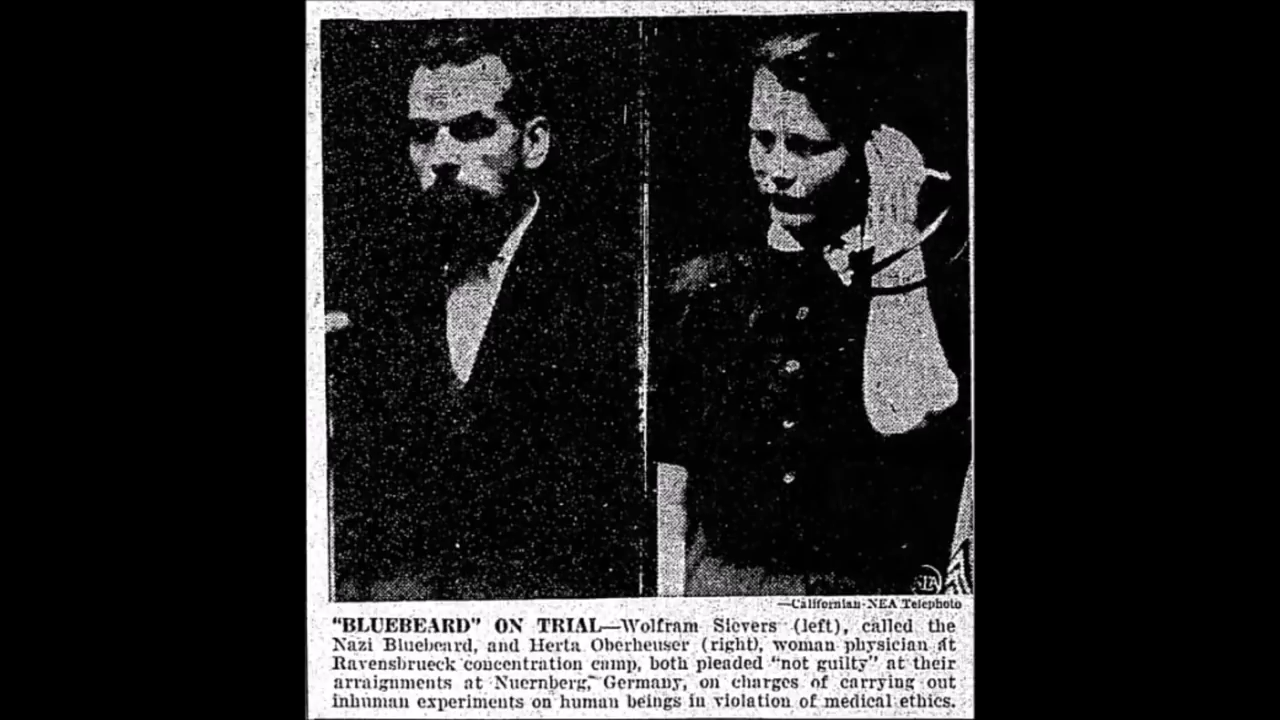 —Californian-NEA Telephoto
"BLUEBEARD" ON TRIAL—Wolfram Sievers (left), called the
Nazi Bluebeard, and Herta Oberheuser (right), woman physician at
Ravensbrueck concentration camp, both pleaded "not guilty" at their
arraignments at Nuernberg, Germany, on charges of carrying out
inhuman experiments on human beings in violation of medical ethics.